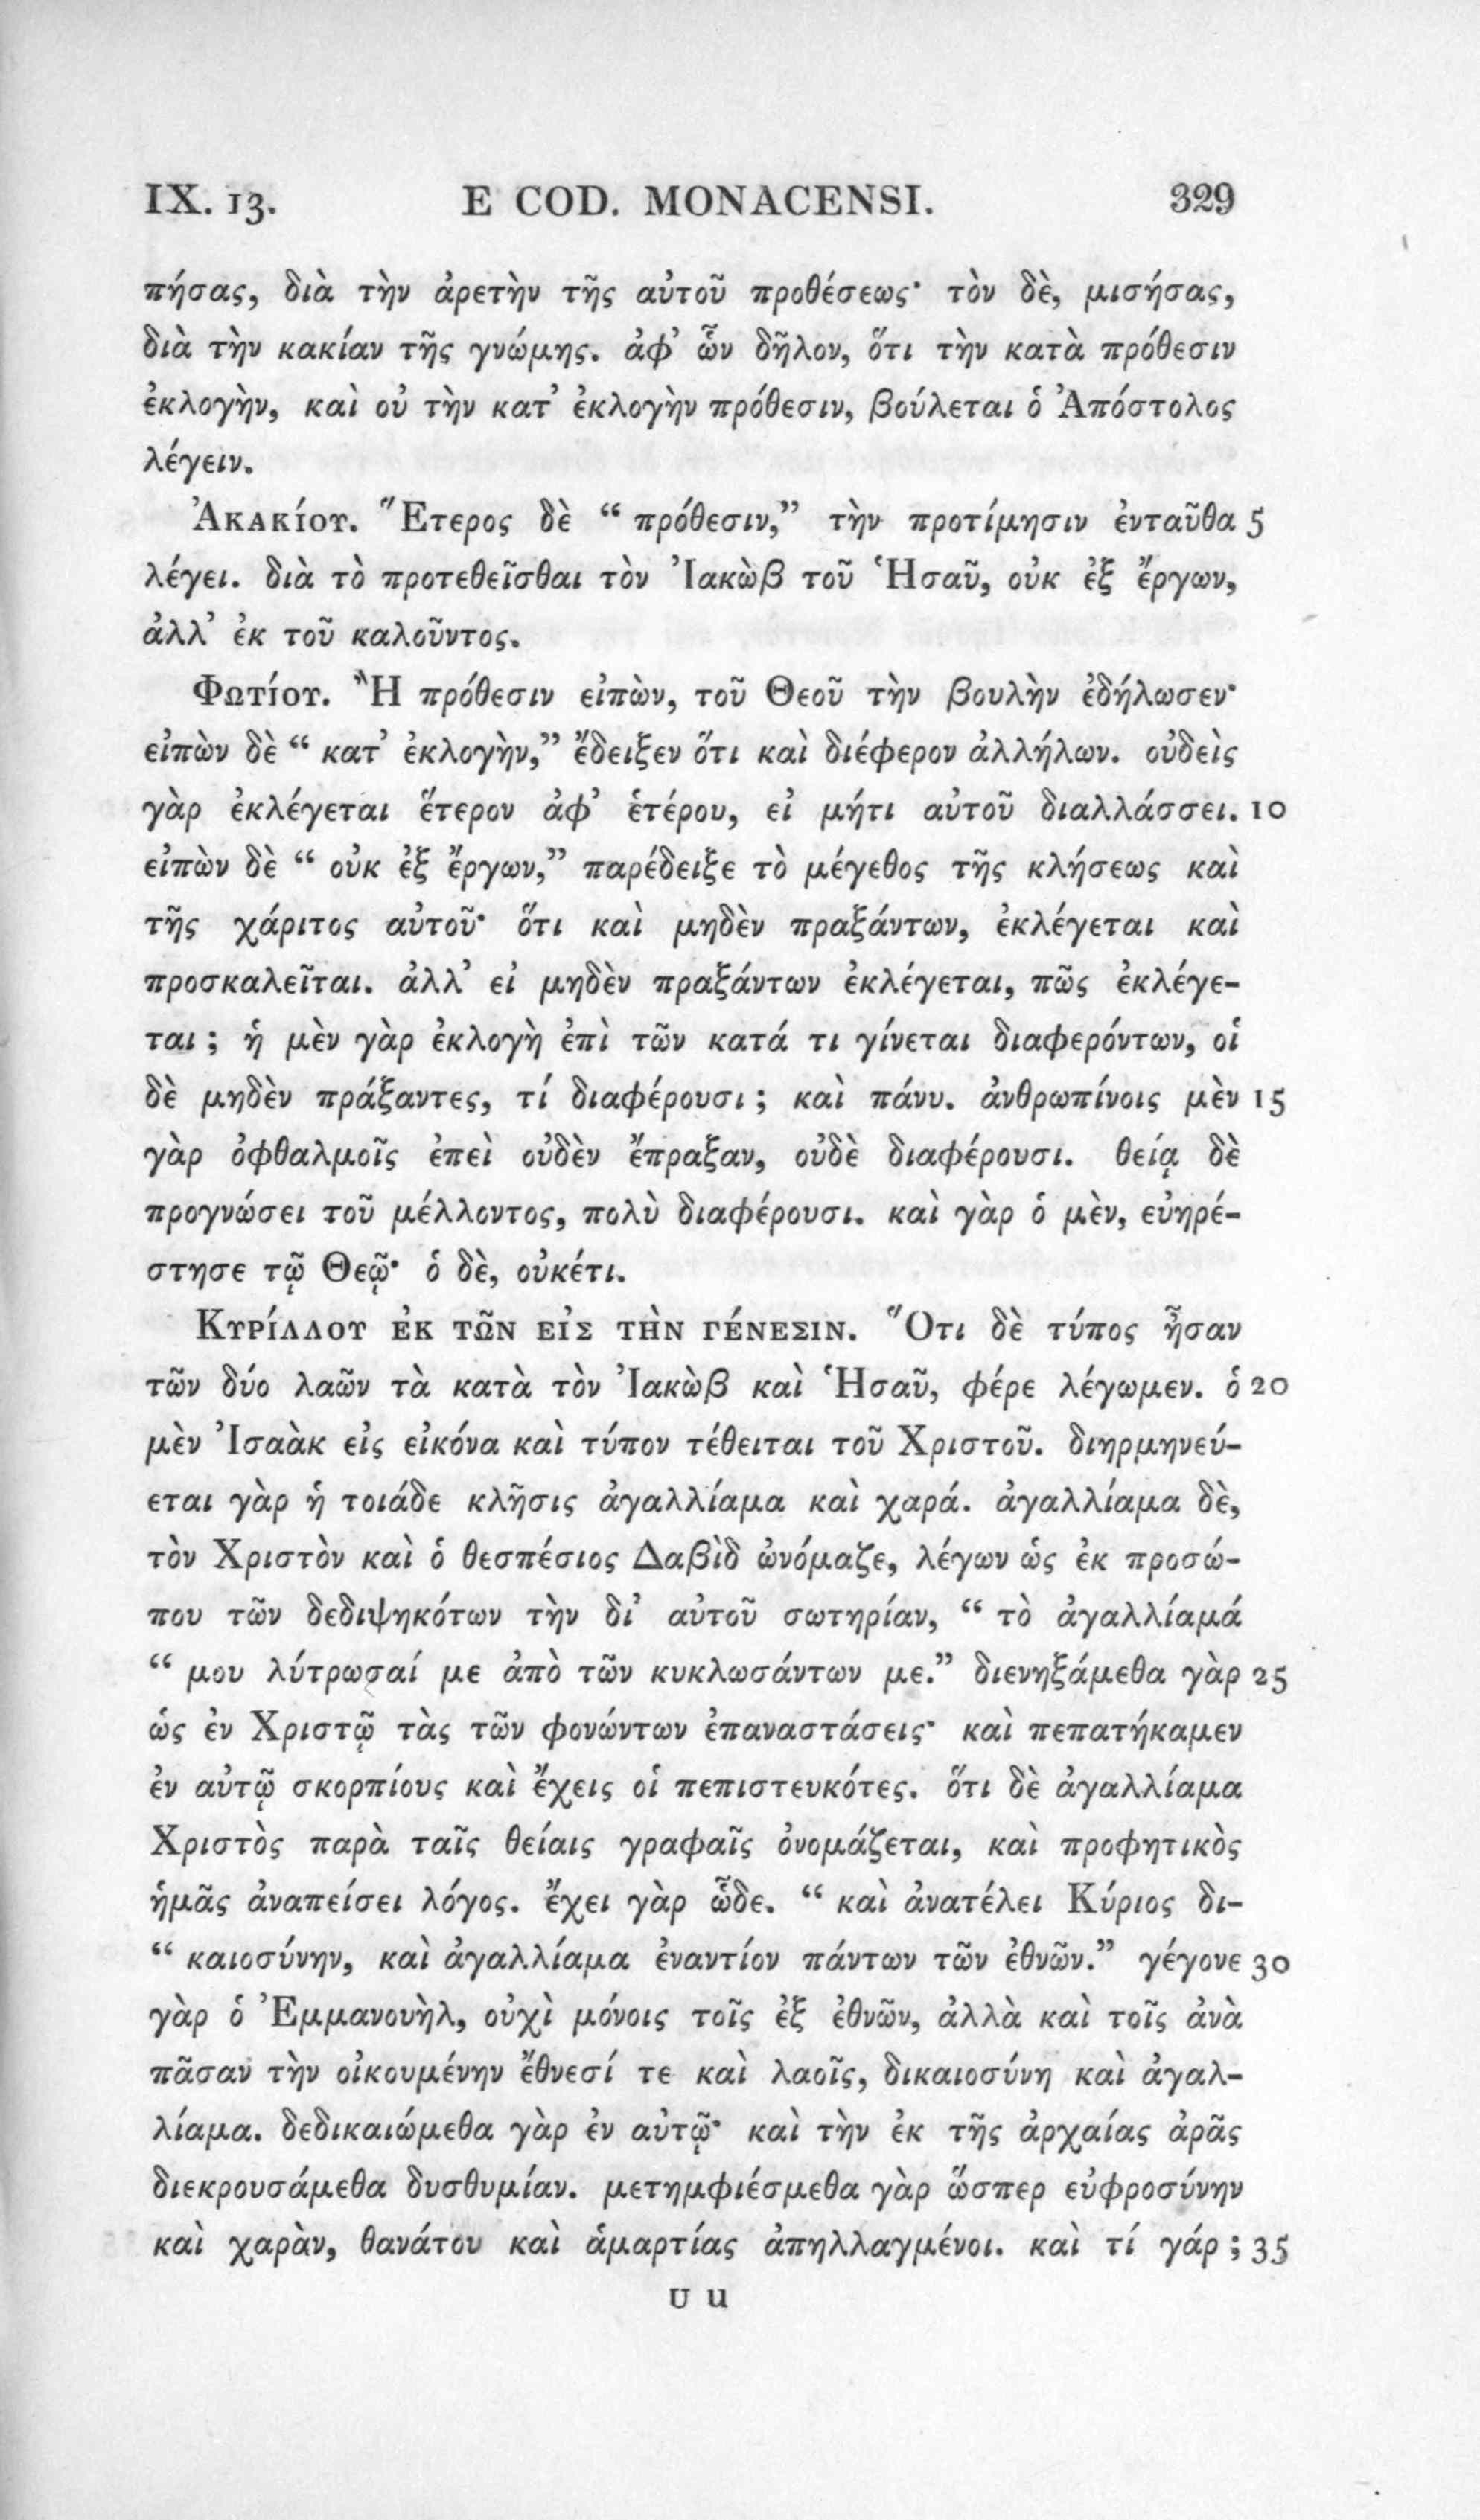 IX. 13. E COD. MONACENSI. 329
πήσας, διὰ τὴν ἀρετὴν τῆς αὐτοῦ προθέσεως· τὸν δὲ, μισήσας,
διὰ τὴν κακίαν τῆς γνώμης. ἀφ’ ὧν δῆλον, ὅτι τὴν κατὰ πρόθεσιν
ἐκλογὴν, καὶ οὐ τὴν κατ’ ἐκλογὴν πρόθεσιν, βούλεται ὁ Ἀπόστολος
λέγειν.
Ἀκακίου. Ἕτερος δὲ “ πρόθεσιν,” τὴν προτίμησιν ἐνταῦθα 5
λέγει. διὰ τὸ προτεθεῖσθαι τὸν Ἰακὼβ τοῦ Ἡσαῦ, οὐκ ἐξ ἔργων,
ἀλλ’ ἐκ τοῦ καλοῦντος.
Φωτίου. Ἢ πρόθεσιν εἰπὼν, τοῦ Θεοῦ τὴν βουλὴν ἐδήλωσεν·
εἰπὼν δὲ “ κατ’ ἐκλογὴν,” ἔδειξεν ὅτι καὶ διέφερον ἀλλήλων. οὐδεὶς
γὰρ ἐκλέγεται ἕτερον ἀφ’ ἑτέρου, εἰ μήτι αὐτοῦ διαλλάσσει. 10
εἰπὼν δὲ “ οὐκ ἐξ ἔργων,” παρέδειξε τὸ μέγεθος τῆς κλήσεως καὶ
τῆς χάριτος αὐτοῦ· ὅτι καὶ μηδὲν πραξάντων, ἐκλέγεται καὶ
προσκαλεῖται. ἀλλ’ εἰ μηδὲν πραξάντων ἐκλέγεται, πῶς ἐκλέγε-
ται ; ἡ μὲν γὰρ ἐκλογὴ ἐπὶ τῶν κατά τι γίνεται διαφερόντων, οἱ
δὲ μηδὲν πράξαντες, τί διαφέρουσι ; καὶ πάνυ. ἀνθρωπίνοις μὲν 15
γὰρ ὀφθαλμοῖς ἐπεὶ οὐδὲν ἔπραξαν, οὐδὲ διαφέρουσι. θείᾳ δὲ
προγνώσει τοῦ μέλλοντος, πολὺ διαφέρουσι. καὶ γὰρ ὁ μὲν, εὐηρέ-
στησε τῷ Θεῷ· ὁ δὲ, οὐκέτι.
Κυρίλλου ἐκ τῶν εἰς τὴν γένεσιν. Ὅτι δὲ τύπος ἦσαν
τῶν δύο λαῶν τὰ κατὰ τὸν Ἰακὼβ καὶ Ἡσαῦ, φέρε λέγωμεν. ὁ 20
μὲν Ἰσαὰκ εἰς εἰκόνα καὶ τύπον τέθειται τοῦ Χριστοῦ. διηρμηνεύ-
εται γὰρ ἡ τοιάδε κλῆσις ἀγαλλίαμα καὶ χαρά. ἀγαλλίαμα δὲ,
τὸν Χριστὸν καὶ ὁ θεσπέσιος Δαβὶδ ὠνόμαζε, λέγων ὡς ἐκ προσώ-
που τῶν δεδιψηκότων τὴν δι’ αὐτοῦ σωτηρίαν, “ τὸ ἀγαλλίαμά
“ μου λύτρωσαί με ἀπὸ τῶν κυκλωσάντων με.” διενηξάμεθα γὰρ 25
ὡς ἐν Χριστῷ τὰς τῶν φονώντων ἐπαναστάσεις· καὶ πεπατήκαμεν
ἐν αὐτῷ σκορπίους καὶ ἔχεις οἱ πεπιστευκότες. ὅτι δὲ ἀγαλλίαμα
Χριστὸς παρὰ ταῖς θείαις γραφαῖς ὀνομάζεται, καὶ προφητικὸς
ἡμᾶς ἀναπείσει λόγος. ἔχει γὰρ ὧδε. “ καὶ ἀνατέλει Κύριος δι-
“ καιοσύνην, καὶ ἀγαλλίαμα ἐναντίον πάντων τῶν ἐθνῶν.” γέγονε 30
γὰρ ὁ Ἐμμανουὴλ, οὐχὶ μόνοις τοῖς ἐξ ἐθνῶν, ἀλλὰ καὶ τοῖς ἀνὰ
πᾶσαν τὴν οἰκουμένην ἔθνεσί τε καὶ λαοῖς, δικαιοσύνη καὶ ἀγαλ-
λίαμα. δεδικαιώμεθα γὰρ ἐν αὐτῷ· καὶ τὴν ἐκ τῆς ἀρχαίας ἀρᾶς
διεκρουσάμεθα δυσθυμίαν. μετημφιέσμεθα γὰρ ὥσπερ εὐφροσύνην
καὶ χαρὰν, θανάτου καὶ ἁμαρτίας ἀπηλλαγμένοι. καὶ τί γάρ ; 35
U u